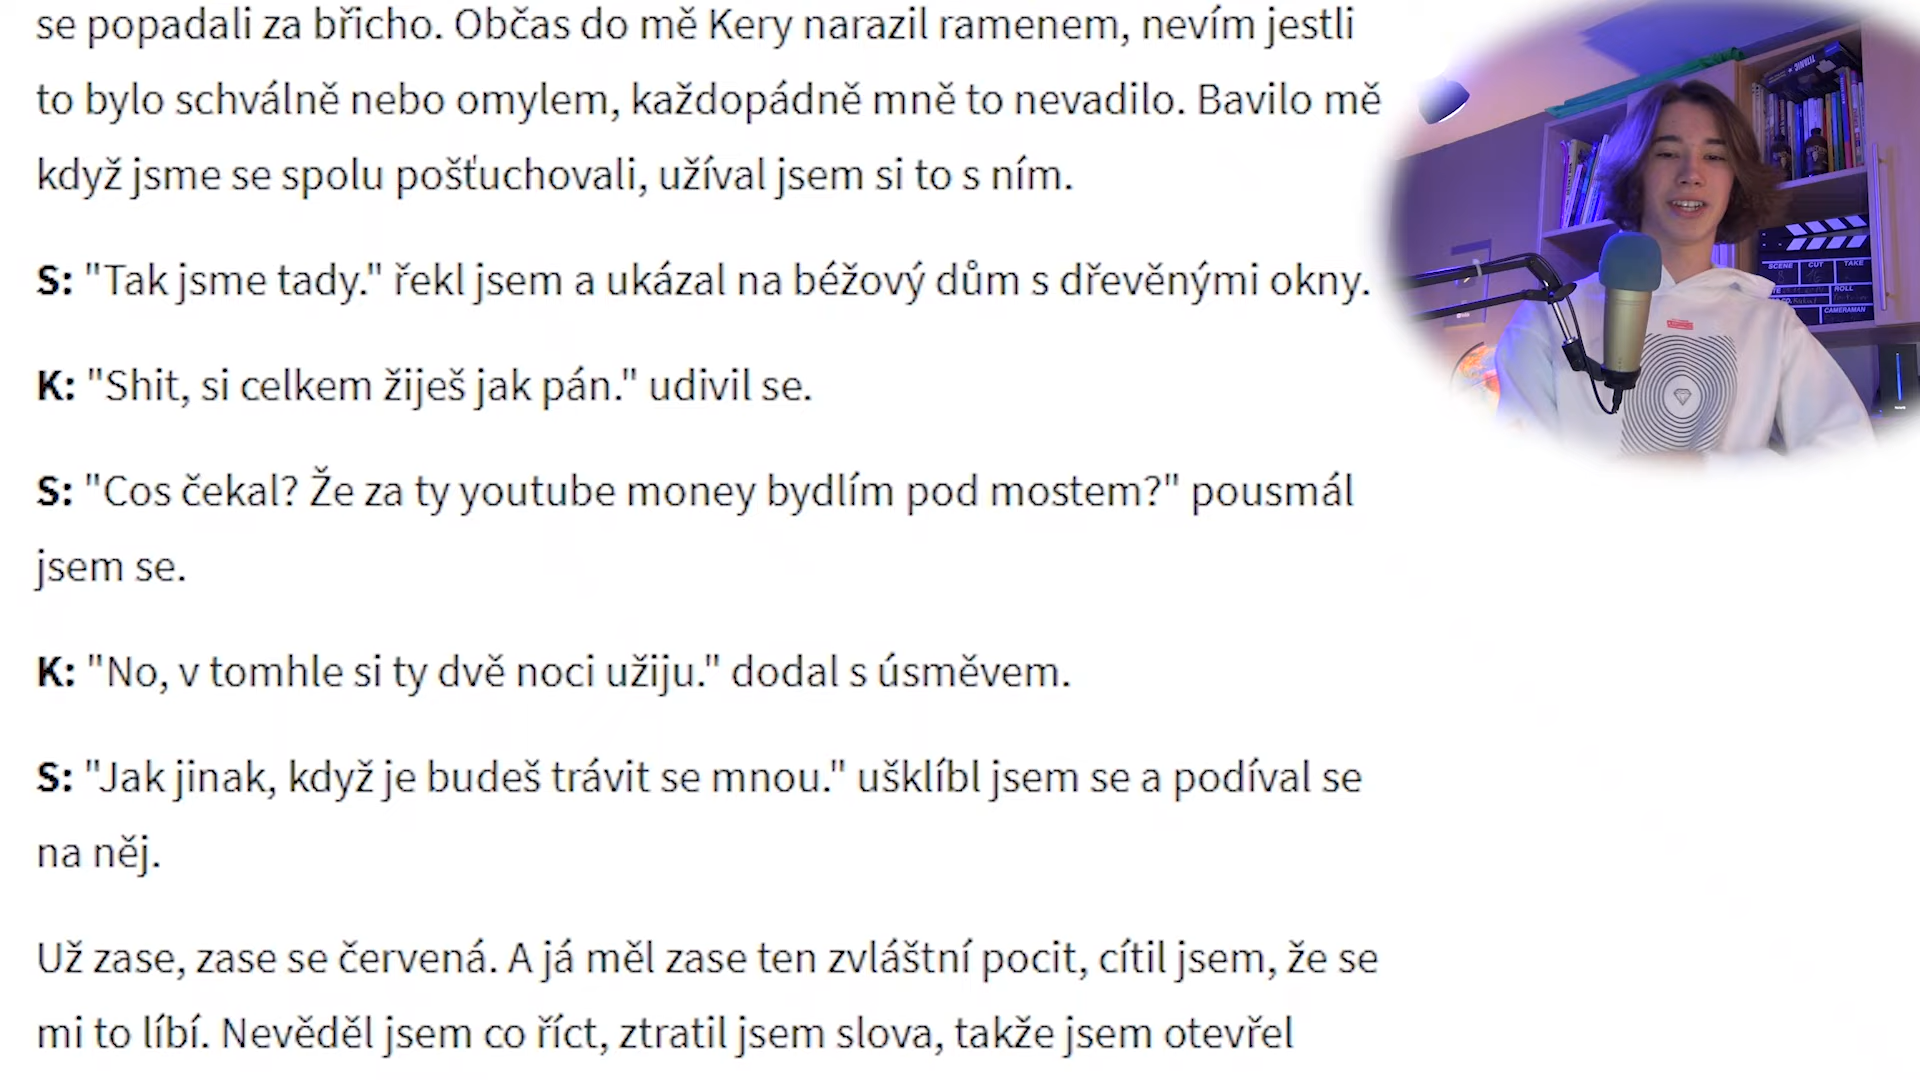 se popadali za břicho. Občas do mě Kery narazil ramenem, nevím jestli
to bylo schválně nebo omylem, každopádně mně to nevadilo. Bavilo mě
když jsme se spolu pošťuchovali, užíval jsem si to s ním.
S: "Tak jsme tady." řekl jsem a ukázal na béžový dům s dřevěnými okny.
K: "Shit, si celkem žiješ jak pán." udivil se.
S: "Cos čekal? Že za ty youtube money bydlím pod mostem?" pousmál
jsem se.
K: "No, v tomhle si ty dvě noci užiju." dodal s úsměvem.
S: "Jak jinak, když je budeš trávit se mnou." ušklíbl jsem se a podíval se
na něj.
Už zase, zase se červená. A já měl zase ten zvláštní pocit, cítil jsem, že se
mi to líbí. Nevěděl jsem co říct, ztratil jsem slova, takže jsem otevřel
TITANIC
SCENE CUT TAKE
ROLL
CAMERAMAN